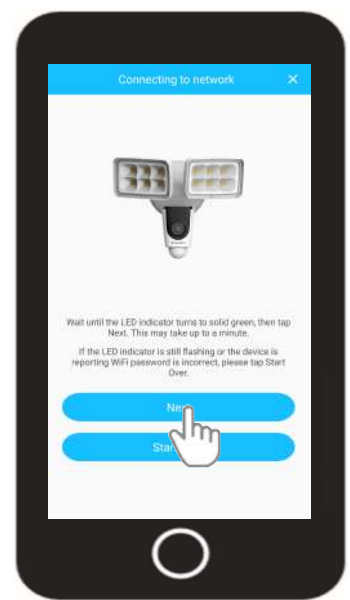 Connecting to network ×
Wait until the LED indicator turns to solid green, then tap
Next. This may take up to a minute.
If the LED indicator is still flashing or the device is
reporting WiFi password is incorrect, please tap Start
Over.
Ne
Star